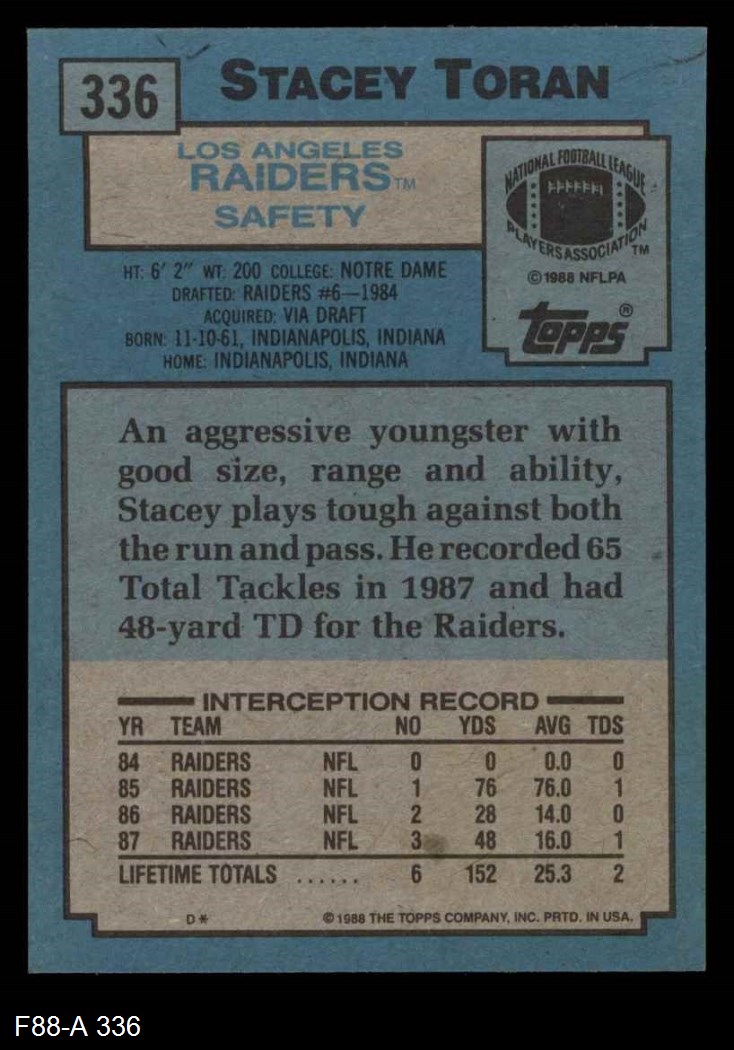 336
STACEY TORAN
LOS ANGELES
RAIDERS™
SAFETY
NATIONAL FOOTBALL LEAGUE
PLAYERS ASSOCIATION™
© 1988 NFLPA
topps®
HT: 6' 2" WT: 200 COLLEGE: NOTRE DAME
DRAFTED: RAIDERS #6—1984
ACQUIRED: VIA DRAFT
BORN: 11-10-61, INDIANAPOLIS, INDIANA
HOME: INDIANAPOLIS, INDIANA
An aggressive youngster with
good size, range and ability,
Stacey plays tough against both
the run and pass. He recorded 65
Total Tackles in 1987 and had
48-yard TD for the Raiders.
INTERCEPTION RECORD
YR TEAM NO YDS AVG TDS
84 RAIDERS NFL 0 0 0.0 0
85 RAIDERS NFL 1 76 76.0 1
86 RAIDERS NFL 2 28 14.0 0
87 RAIDERS NFL 3 48 16.0 1
LIFETIME TOTALS ...... 6 152 25.3 2
D* © 1988 THE TOPPS COMPANY, INC. PRTD. IN USA.
F88-A 336